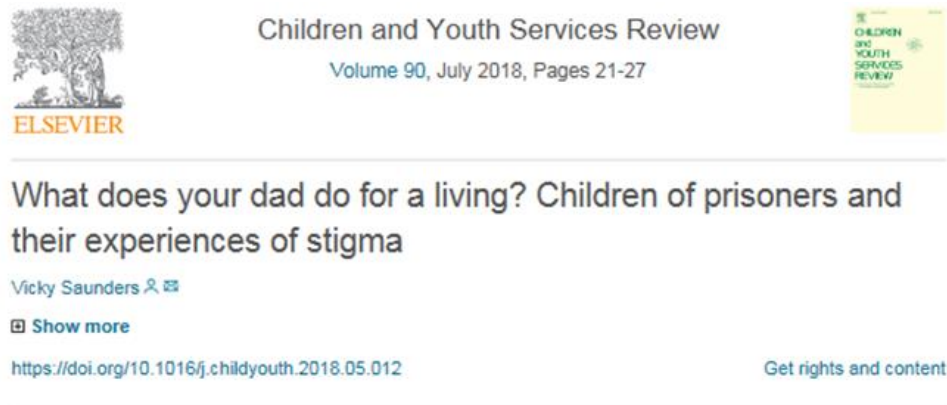 Children and Youth Services Review
Volume 90, July 2018, Pages 21-27
CHILDREN
and
YOUTH
SERVICES
REVIEW
ELSEVIER
What does your dad do for a living? Children of prisoners and
their experiences of stigma
Vicky Saunders
Show more
https://doi.org/10.1016/j.childyouth.2018.05.012
Get rights and content